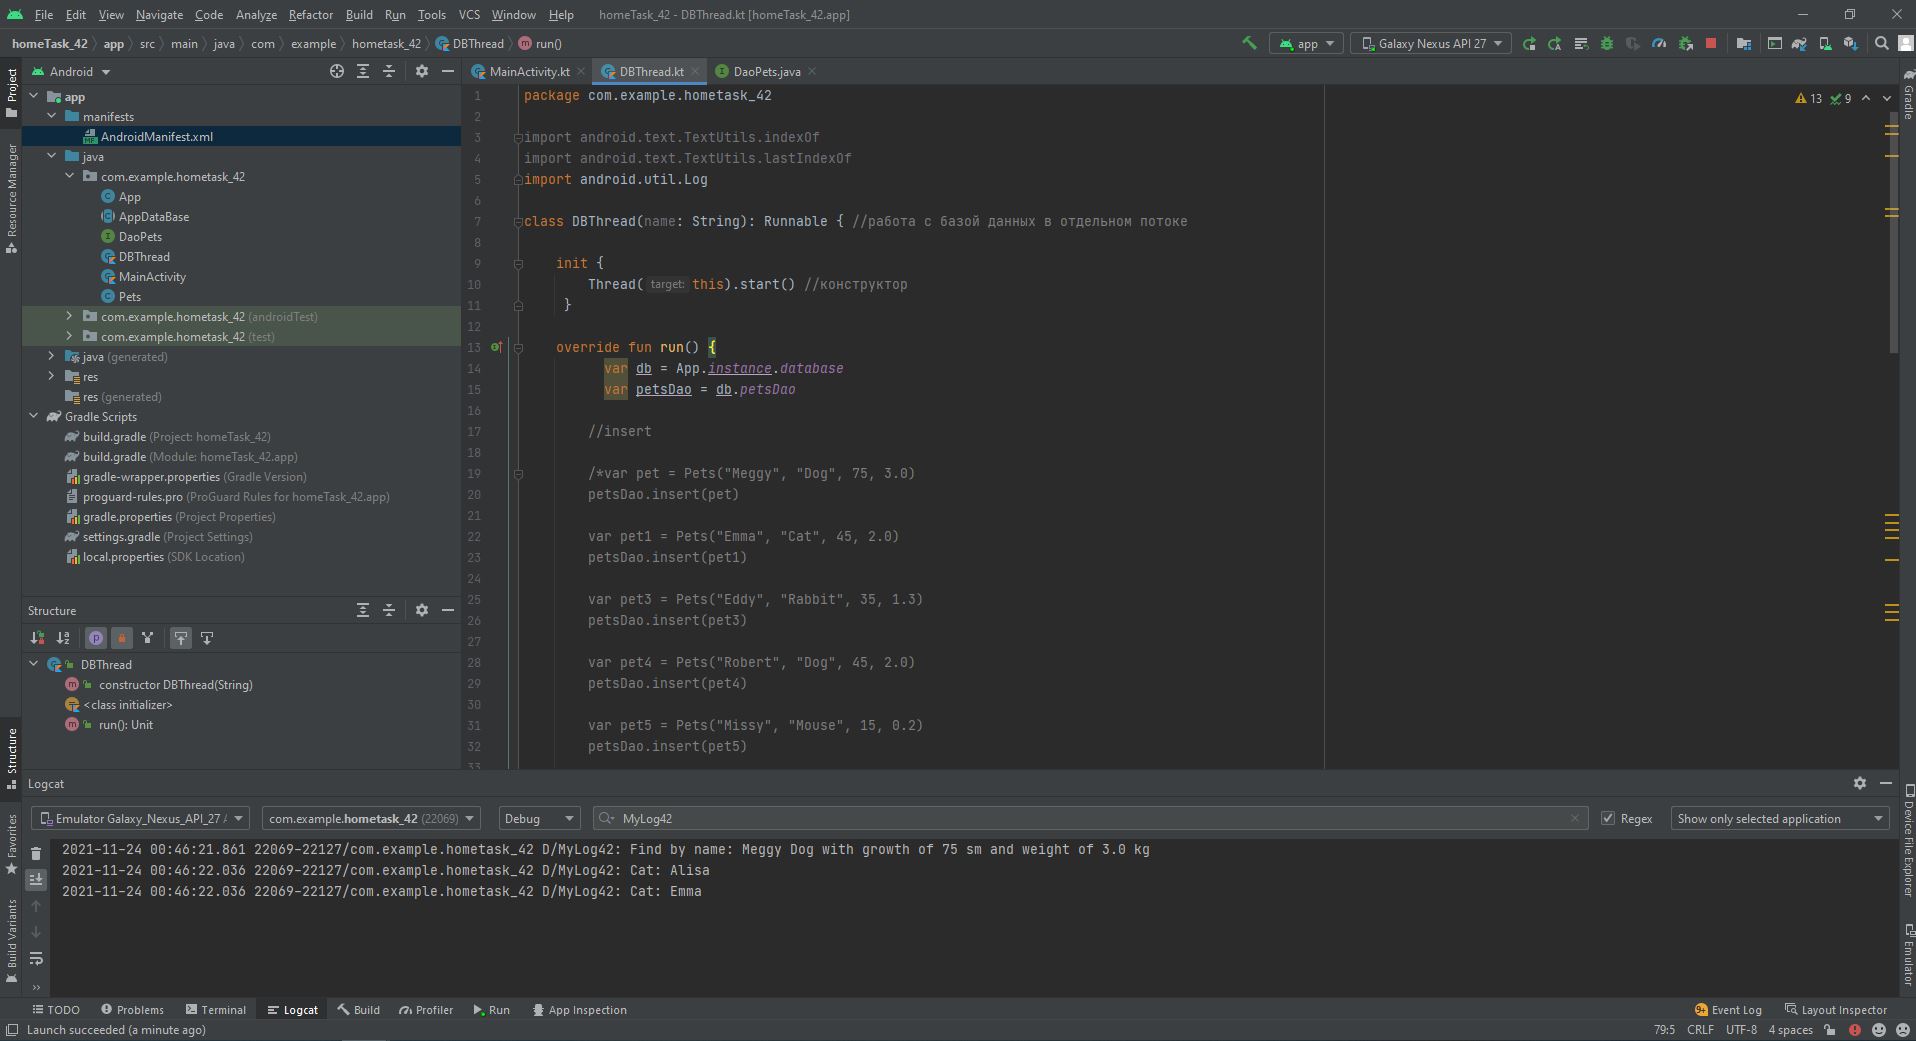 File Edit View Navigate Code Analyze Refactor Build Run Tools VCS Window Help homeTask_42 - DBThread.kt [homeTask_42.app]
homeTask_42 app src main java com example hometask_42 DBThread run() app Galaxy Nexus API 27
Project
Resource Manager
Structure
Favorites
Build Variants
Android
app
manifests
AndroidManifest.xml
java
com.example.hometask_42
App
AppDataBase
DaoPets
DBThread
MainActivity
Pets
com.example.hometask_42 (androidTest)
com.example.hometask_42 (test)
java (generated)
res
res (generated)
Gradle Scripts
build.gradle (Project: homeTask_42)
build.gradle (Module: homeTask_42.app)
gradle-wrapper.properties (Gradle Version)
proguard-rules.pro (ProGuard Rules for homeTask_42.app)
gradle.properties (Project Properties)
settings.gradle (Project Settings)
local.properties (SDK Location)
Structure
DBThread
constructor DBThread(String)
<class initializer>
run(): Unit
MainActivity.kt DBThread.kt DaoPets.java
13 9
1 package com.example.hometask_42
2
3 import android.text.TextUtils.indexOf
4 import android.text.TextUtils.lastIndexOf
5 import android.util.Log
6
7 class DBThread(name: String): Runnable { //работа с базой данных в отдельном потоке
8
9 init {
10 Thread( target: this).start() //конструктор
11 }
12
13 override fun run() {
14 var db = App.instance.database
15 var petsDao = db.petsDao
16
17 //insert
18
19 /*var pet = Pets("Meggy", "Dog", 75, 3.0)
20 petsDao.insert(pet)
21
22 var pet1 = Pets("Emma", "Cat", 45, 2.0)
23 petsDao.insert(pet1)
24
25 var pet3 = Pets("Eddy", "Rabbit", 35, 1.3)
26 petsDao.insert(pet3)
27
28 var pet4 = Pets("Robert", "Dog", 45, 2.0)
29 petsDao.insert(pet4)
30
31 var pet5 = Pets("Missy", "Mouse", 15, 0.2)
32 petsDao.insert(pet5)
33
Gradle
Device File Explorer
Emulator
Logcat
Emulator Galaxy_Nexus_API_27 com.example.hometask_42 (22069) Debug MyLog42 Regex Show only selected application
2021-11-24 00:46:21.861 22069-22127/com.example.hometask_42 D/MyLog42: Find by name: Meggy Dog with growth of 75 sm and weight of 3.0 kg
2021-11-24 00:46:22.036 22069-22127/com.example.hometask_42 D/MyLog42: Cat: Alisa
2021-11-24 00:46:22.036 22069-22127/com.example.hometask_42 D/MyLog42: Cat: Emma
TODO Problems Terminal Logcat Build Profiler Run App Inspection 9+ Event Log Layout Inspector
Launch succeeded (a minute ago) 79:5 CRLF UTF-8 4 spaces